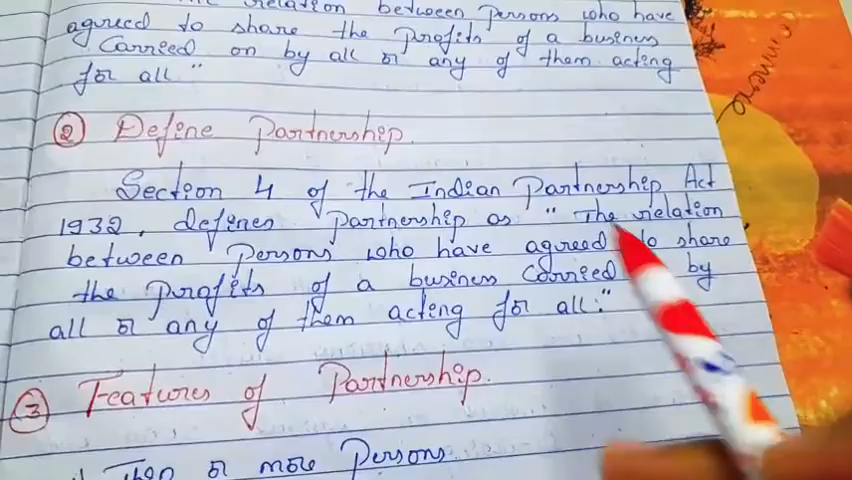 relation between persons who have
agreed to share the profits of a business
Carried on by all or any of them acting
for all"
② Define Partnership.
Section 4 of the Indian Partnership Act
1932, defines Partnership as "The relation
between Persons who have agreed to share
the Profits of a business Carried by
all or any of them acting for all."
③ Features of Partnership.
or more Persons